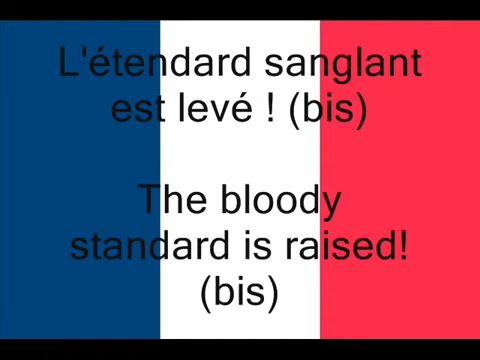 L'étendard sanglant
est levé ! (bis)
The bloody
standard is raised!
(bis)